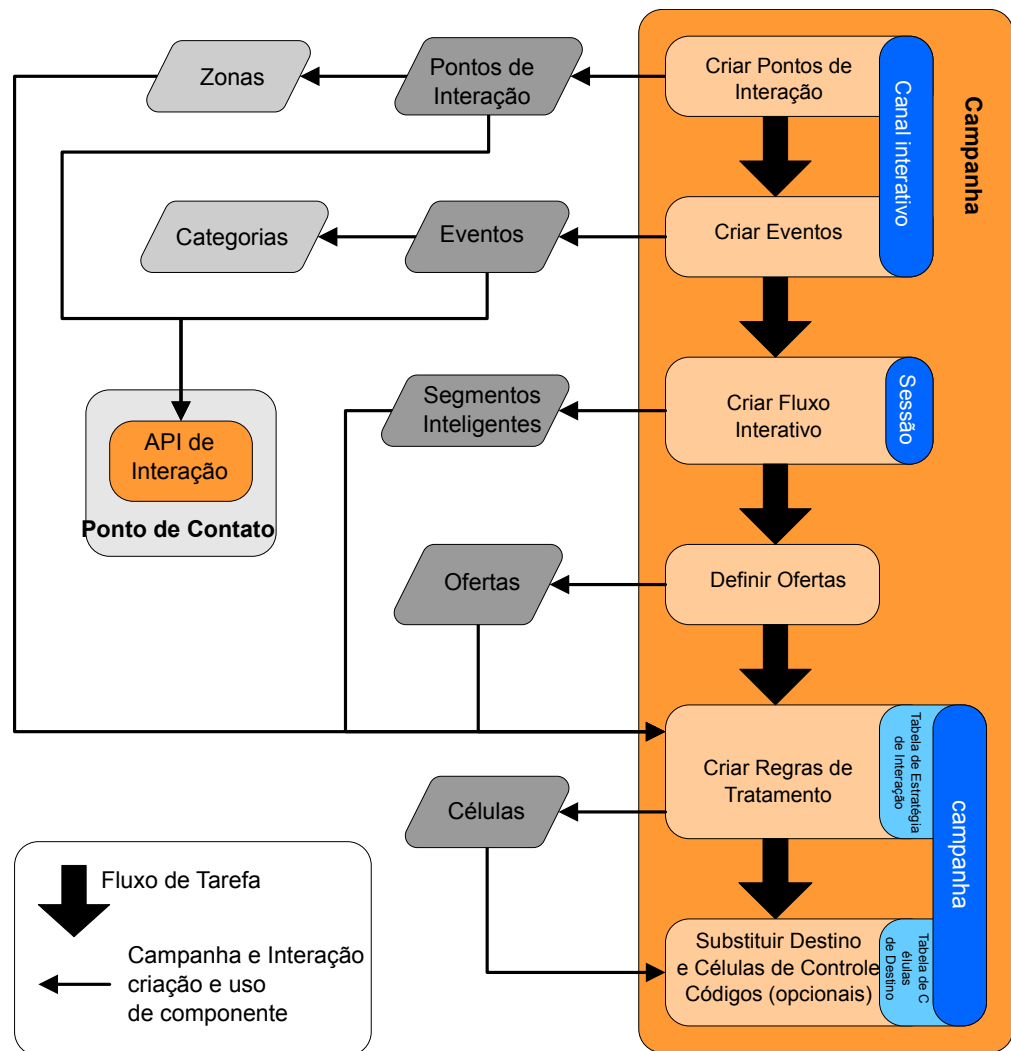 Zonas
Pontos de
Interação
Criar Pontos de
Interação
Canal interativo
Campanha
Categorias
Eventos
Criar Eventos
Segmentos
Inteligentes
Criar Fluxo
Interativo
Sessão
API de
Interação
Ponto de Contato
Ofertas
Definir Ofertas
Criar Regras de
Tratamento
Tabela de Estratégia
de Interação
campanha
Células
Substituir Destino
e Células de Controle
Códigos (opcionais)
Tabela de C
élulas
de Destino
Fluxo de Tarefa
Campanha e Interação
criação e uso
de componente